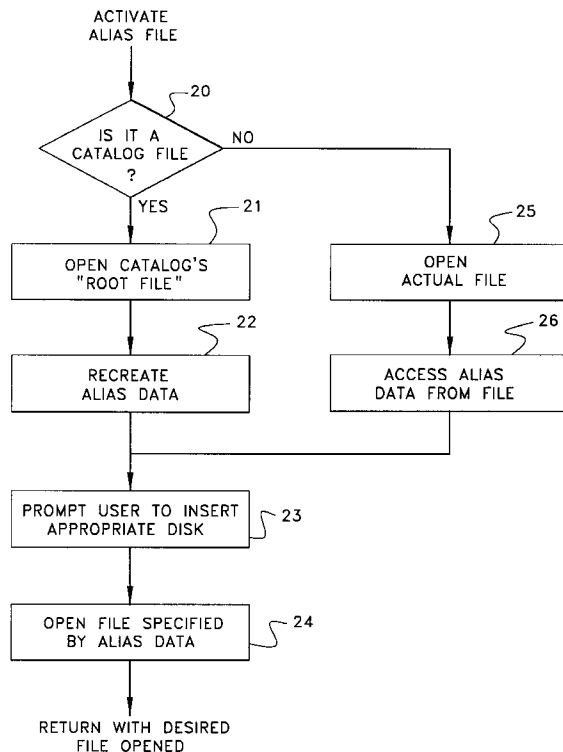 ACTIVATE
ALIAS FILE
20
IS IT A
CATALOG FILE
?
NO
YES
21
OPEN CATALOG'S
"ROOT FILE"
25
OPEN
ACTUAL FILE
22
RECREATE
ALIAS DATA
26
ACCESS ALIAS
DATA FROM FILE
PROMPT USER TO INSERT
APPROPRIATE DISK
23
OPEN FILE SPECIFIED
BY ALIAS DATA
24
RETURN WITH DESIRED
FILE OPENED